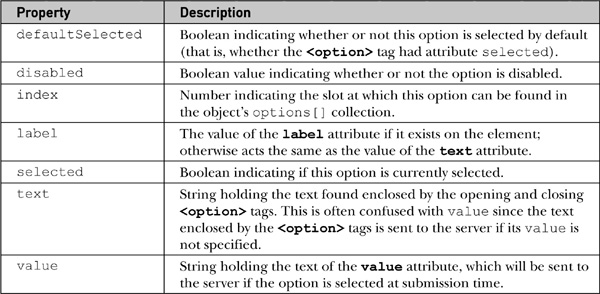 Property Description
defaultSelected Boolean indicating whether or not this option is selected by default
(that is, whether the <option> tag had attribute selected).
disabled Boolean value indicating whether or not the option is disabled.
index Number indicating the slot at which this option can be found in
the object's options[] collection.
label The value of the label attribute if it exists on the element;
otherwise acts the same as the value of the text attribute.
selected Boolean indicating if this option is currently selected.
text String holding the text found enclosed by the opening and closing
<option> tags. This is often confused with value since the text
enclosed by the <option> tags is sent to the server if its value is
not specified.
value String holding the text of the value attribute, which will be sent to
the server if the option is selected at submission time.